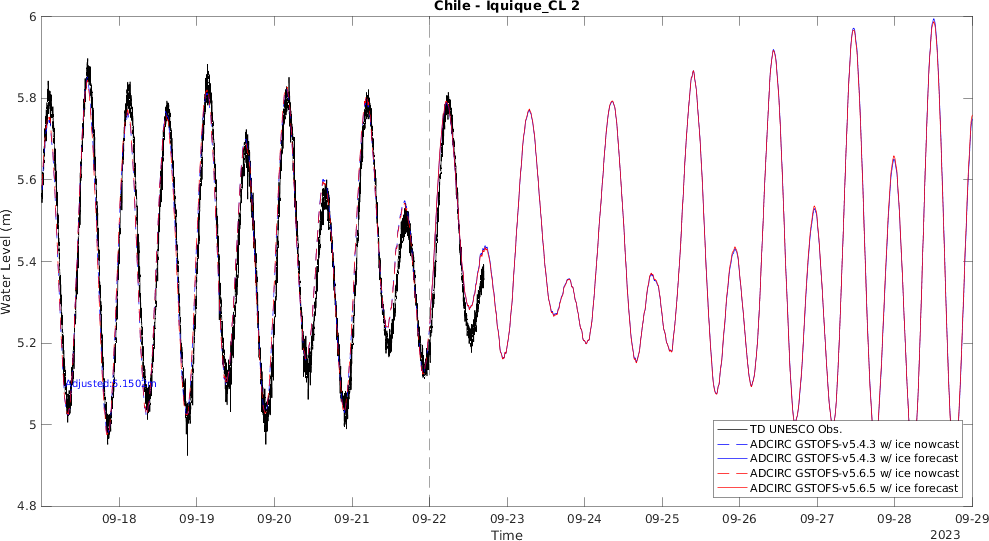 Chile - Iquique_CL 2
6
5.8
5.6
5.4
5.2
5
4.8
Water Level (m)
Adjusted:5.1502m
TD UNESCO Obs.
ADCIRC GSTOFS-v5.4.3 w/ ice nowcast
ADCIRC GSTOFS-v5.4.3 w/ ice forecast
ADCIRC GSTOFS-v5.6.5 w/ ice nowcast
ADCIRC GSTOFS-v5.6.5 w/ ice forecast
09-18 09-19 09-20 09-21 09-22 09-23 09-24 09-25 09-26 09-27 09-28 09-29
Time
2023